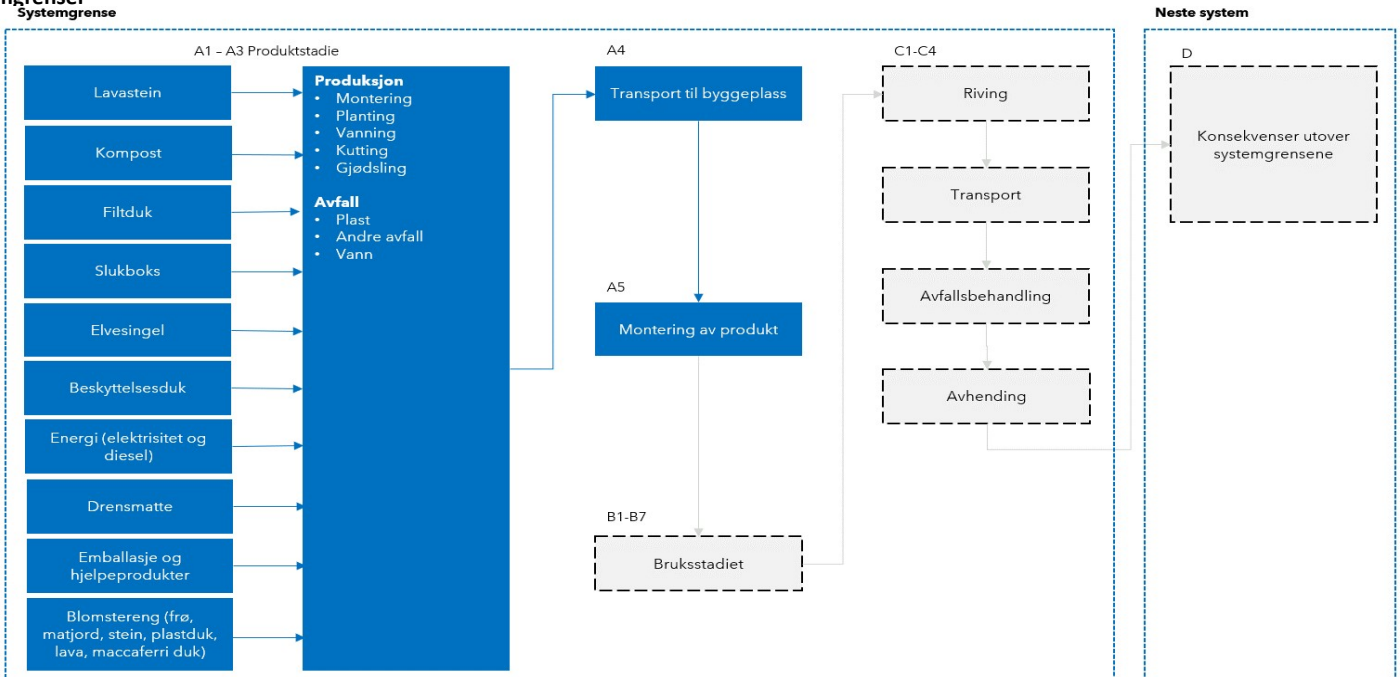 Systemgrense
Neste system
A1 – A3 Produktstadie
Lavastein
Kompost
Filtduk
Slukboks
Elvesingel
Beskyttelsesduk
Energi (elektrisitet og
diesel)
Drensmatte
Emballasje og
hjelpeprodukter
Blomstereng (frø,
matjord, stein, plastduk,
lava, maccaferri duk)
Produksjon
• Montering
• Planting
• Vanning
• Kutting
• Gjødsling
Avfall
• Plast
• Andre avfall
• Vann
A4
Transport til byggeplass
A5
Montering av produkt
B1-B7
Bruksstadiet
C1-C4
Riving
Transport
Avfallsbehandling
Avhending
D
Konsekvenser utover
systemgrensene